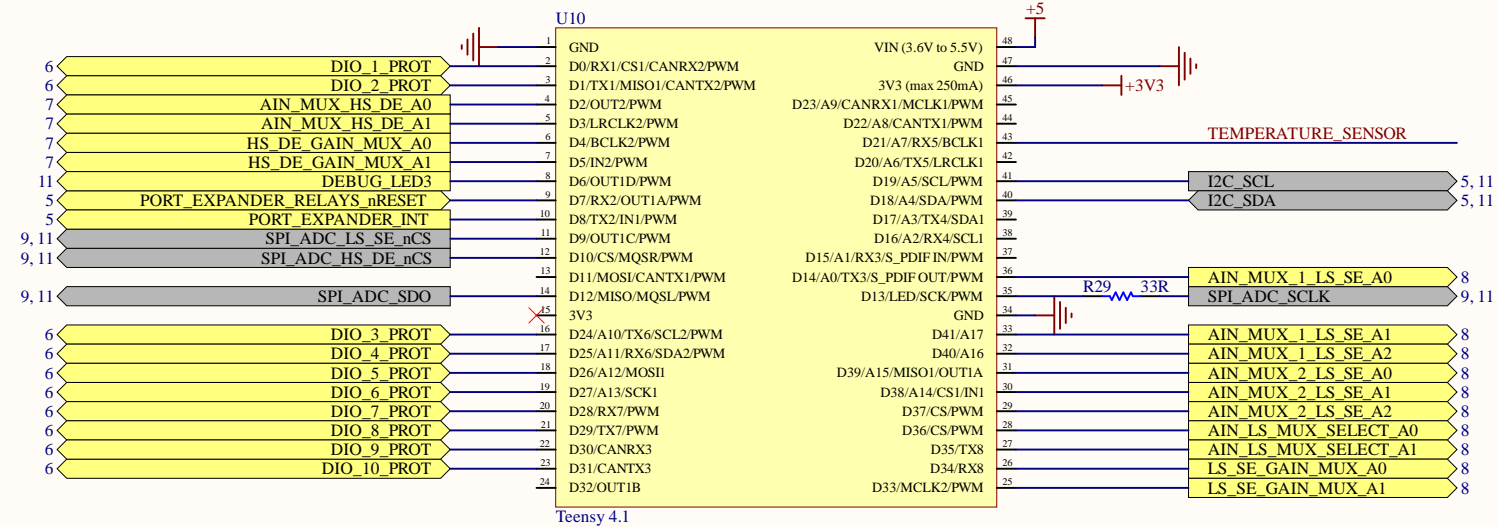 +5
U10
1 GND VIN (3.6V to 5.5V) 48
6 DIO_1_PROT 2 D0/RX1/CS1/CANRX2/PWM GND 47
6 DIO_2_PROT 3 D1/TX1/MISO1/CANTX2/PWM 3V3 (max 250mA) 46 +3V3
7 AIN_MUX_HS_DE_A0 4 D2/OUT2/PWM D23/A9/CANRX1/MCLK1/PWM 45
7 AIN_MUX_HS_DE_A1 5 D3/LRCLK2/PWM D22/A8/CANTX1/PWM 44
7 HS_DE_GAIN_MUX_A0 6 D4/BCLK2/PWM D21/A7/RX5/BCLK1 43 TEMPERATURE_SENSOR
7 HS_DE_GAIN_MUX_A1 7 D5/IN2/PWM D20/A6/TX5/LRCLK1 42
11 DEBUG_LED3 8 D6/OUT1D/PWM D19/A5/SCL/PWM 41 I2C_SCL 5, 11
5 PORT_EXPANDER_RELAYS_nRESET 9 D7/RX2/OUT1A/PWM D18/A4/SDA/PWM 40 I2C_SDA 5, 11
5 PORT_EXPANDER_INT 10 D8/TX2/IN1/PWM D17/A3/TX4/SDA1 39
9, 11 SPI_ADC_LS_SE_nCS 11 D9/OUT1C/PWM D16/A2/RX4/SCL1 38
9, 11 SPI_ADC_HS_DE_nCS 12 D10/CS/MQSR/PWM D15/A1/RX3/S_PDIF IN/PWM 37
13 D11/MOSI/CANTX1/PWM D14/A0/TX3/S_PDIF OUT/PWM 36 AIN_MUX_1_LS_SE_A0 8
9, 11 SPI_ADC_SDO 14 D12/MISO/MQSL/PWM D13/LED/SCK/PWM 35 R29 33R SPI_ADC_SCLK 9, 11
15 3V3 GND 34
6 DIO_3_PROT 16 D24/A10/TX6/SCL2/PWM D41/A17 33 AIN_MUX_1_LS_SE_A1 8
6 DIO_4_PROT 17 D25/A11/RX6/SDA2/PWM D40/A16 32 AIN_MUX_1_LS_SE_A2 8
6 DIO_5_PROT 18 D26/A12/MOSI1 D39/A15/MISO1/OUT1A 31 AIN_MUX_2_LS_SE_A0 8
6 DIO_6_PROT 19 D27/A13/SCK1 D38/A14/CS1/IN1 30 AIN_MUX_2_LS_SE_A1 8
6 DIO_7_PROT 20 D28/RX7/PWM D37/CS/PWM 29 AIN_MUX_2_LS_SE_A2 8
6 DIO_8_PROT 21 D29/TX7/PWM D36/CS/PWM 28 AIN_LS_MUX_SELECT_A0 8
6 DIO_9_PROT 22 D30/CANRX3 D35/TX8 27 AIN_LS_MUX_SELECT_A1 8
6 DIO_10_PROT 23 D31/CANTX3 D34/RX8 26 LS_SE_GAIN_MUX_A0 8
24 D32/OUT1B D33/MCLK2/PWM 25 LS_SE_GAIN_MUX_A1 8
Teensy 4.1